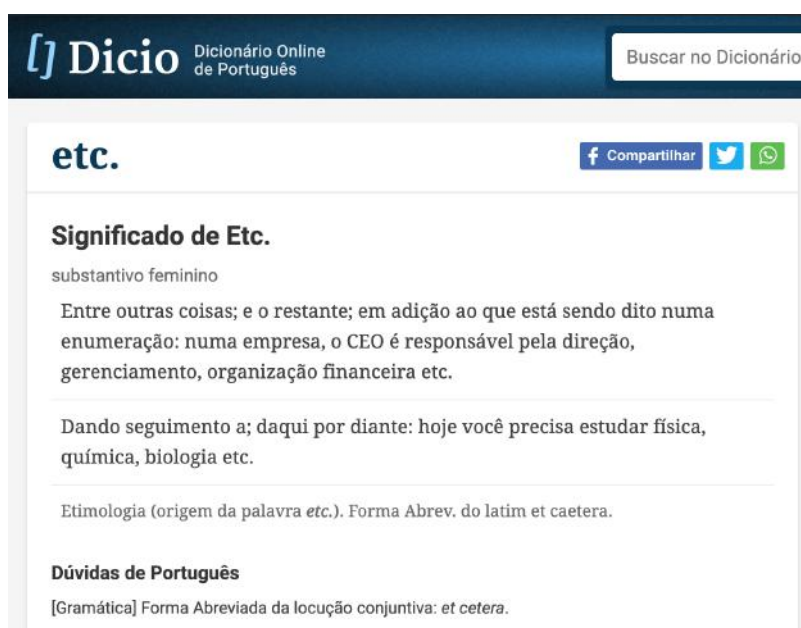 Dicio
Dicionário Online
de Português
Buscar no Dicionário
etc.
Compartilhar
Significado de Etc.
substantivo feminino
Entre outras coisas; e o restante; em adição ao que está sendo dito numa
enumeração: numa empresa, o CEO é responsável pela direção,
gerenciamento, organização financeira etc.
Dando seguimento a; daqui por diante: hoje você precisa estudar física,
química, biologia etc.
Etimologia (origem da palavra etc.). Forma Abrev. do latim et caetera.
Dúvidas de Português
[Gramática] Forma Abreviada da locução conjuntiva: et cetera.